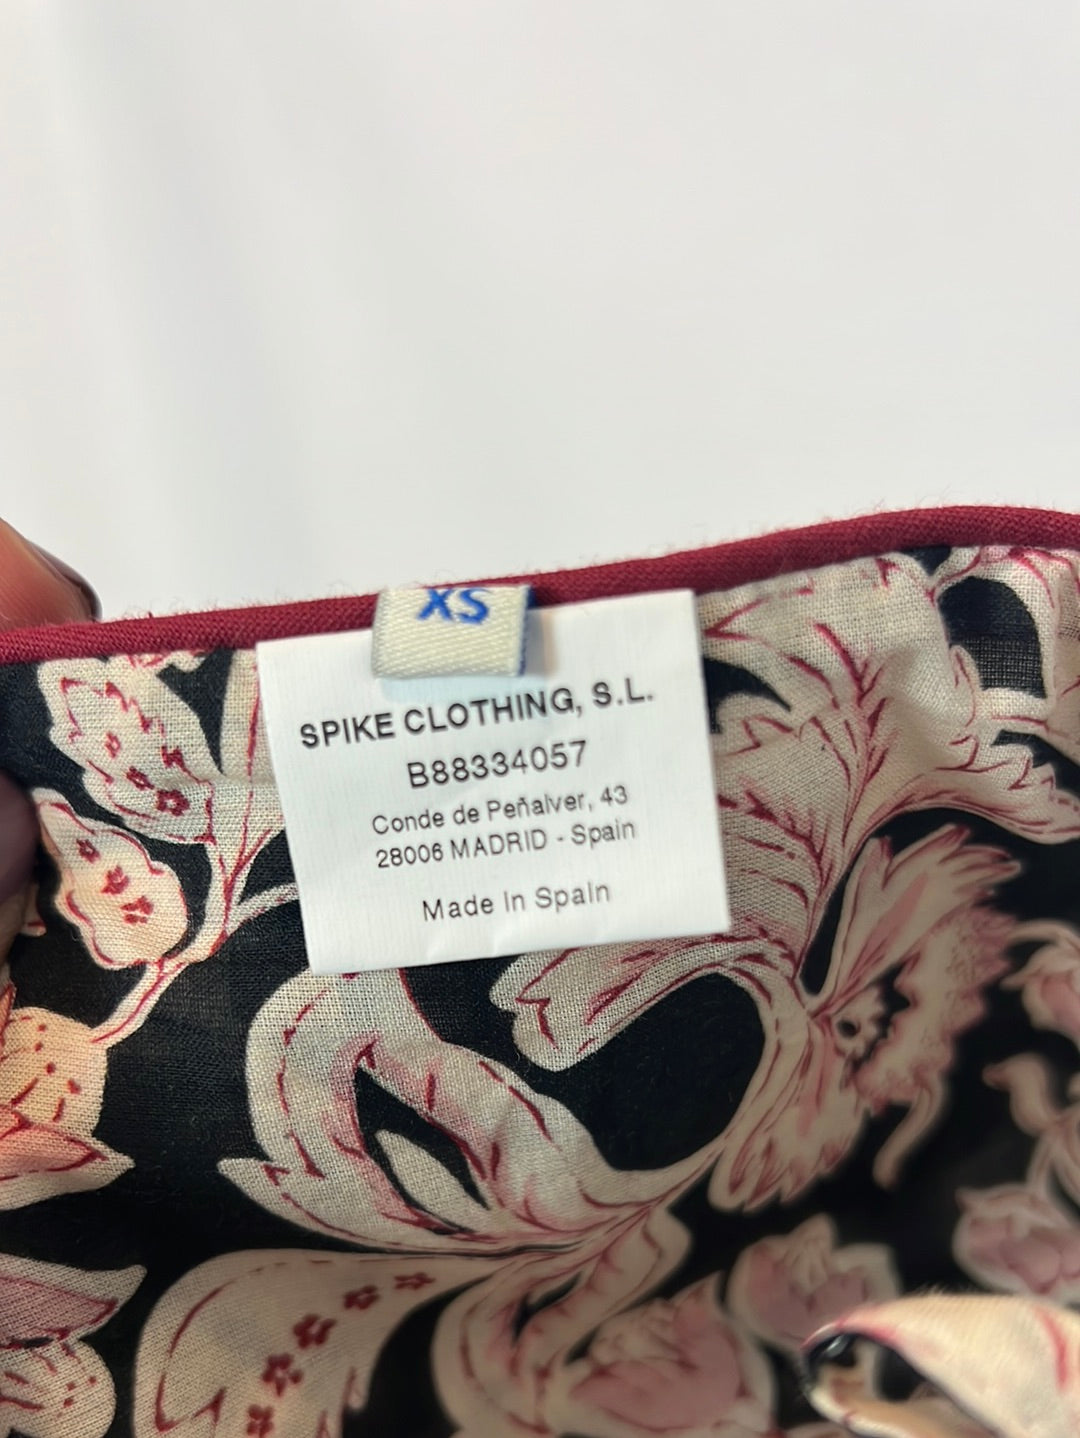 XS
SPIKE CLOTHING, S.L.
B88334057
Conde de Peñalver, 43
28006 MADRID - Spain
Made In Spain